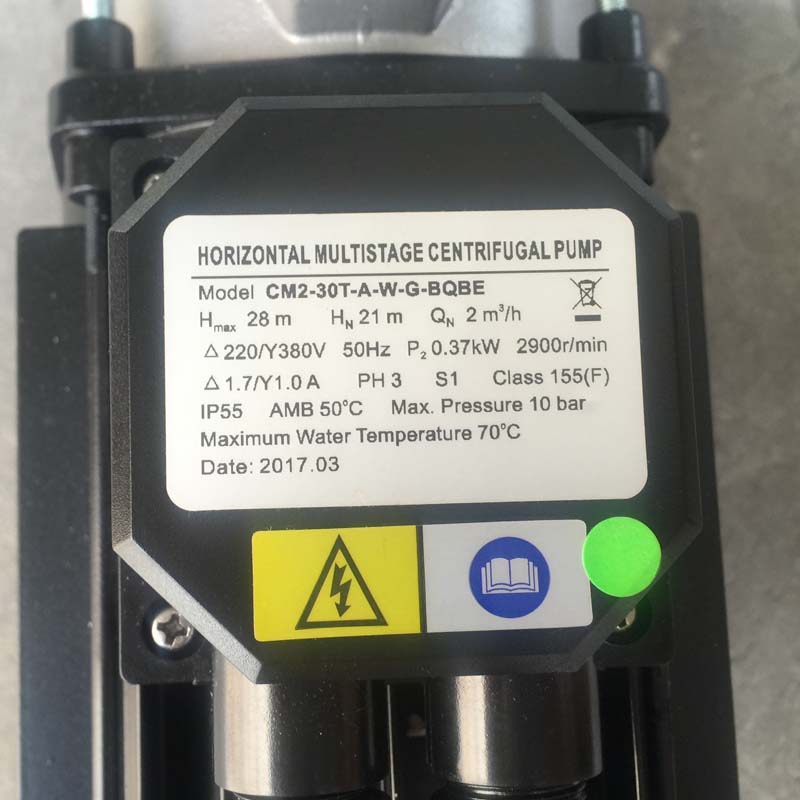 HORIZONTAL MULTISTAGE CENTRIFUGAL PUMP
Model CM2-30T-A-W-G-BQBE
Hmax 28 m HN 21 m QN 2 m³/h
Δ220/Y380V 50Hz P2 0.37kW 2900r/min
Δ1.7/Y1.0 A PH 3 S1 Class 155(F)
IP55 AMB 50°C Max. Pressure 10 bar
Maximum Water Temperature 70°C
Date: 2017.03